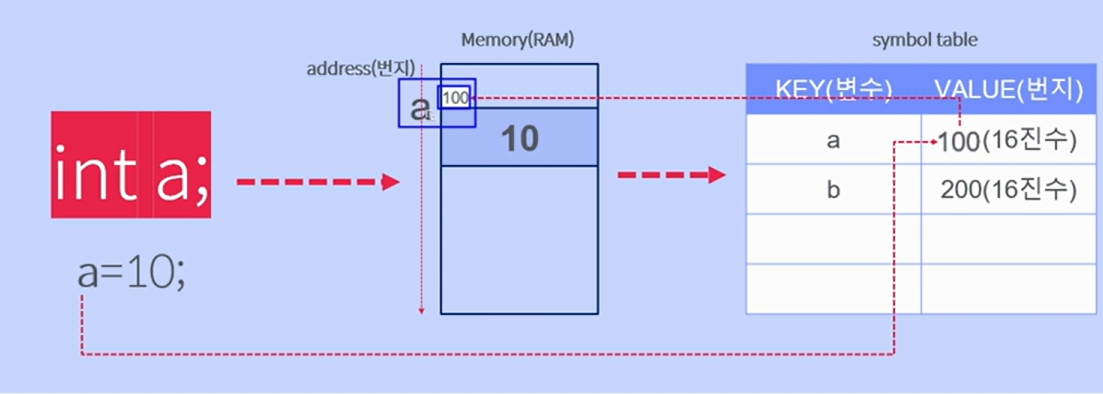 Memory(RAM)
symbol table
address(번지)
a
100
KEY(변수) VALUE(번지)
10
a 100(16진수)
int a;
b 200(16진수)
a=10;